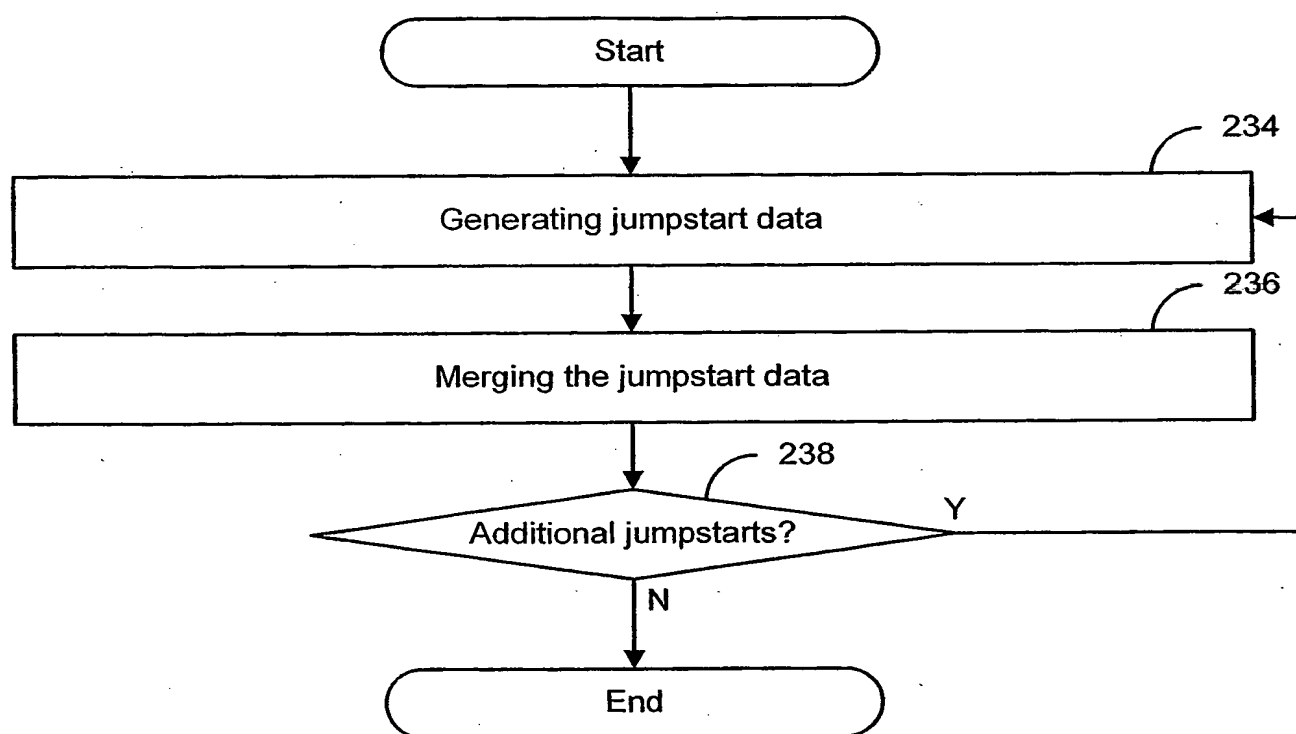 Start
234
Generating jumpstart data
236
Merging the jumpstart data
238
Additional jumpstarts?
Y
N
End